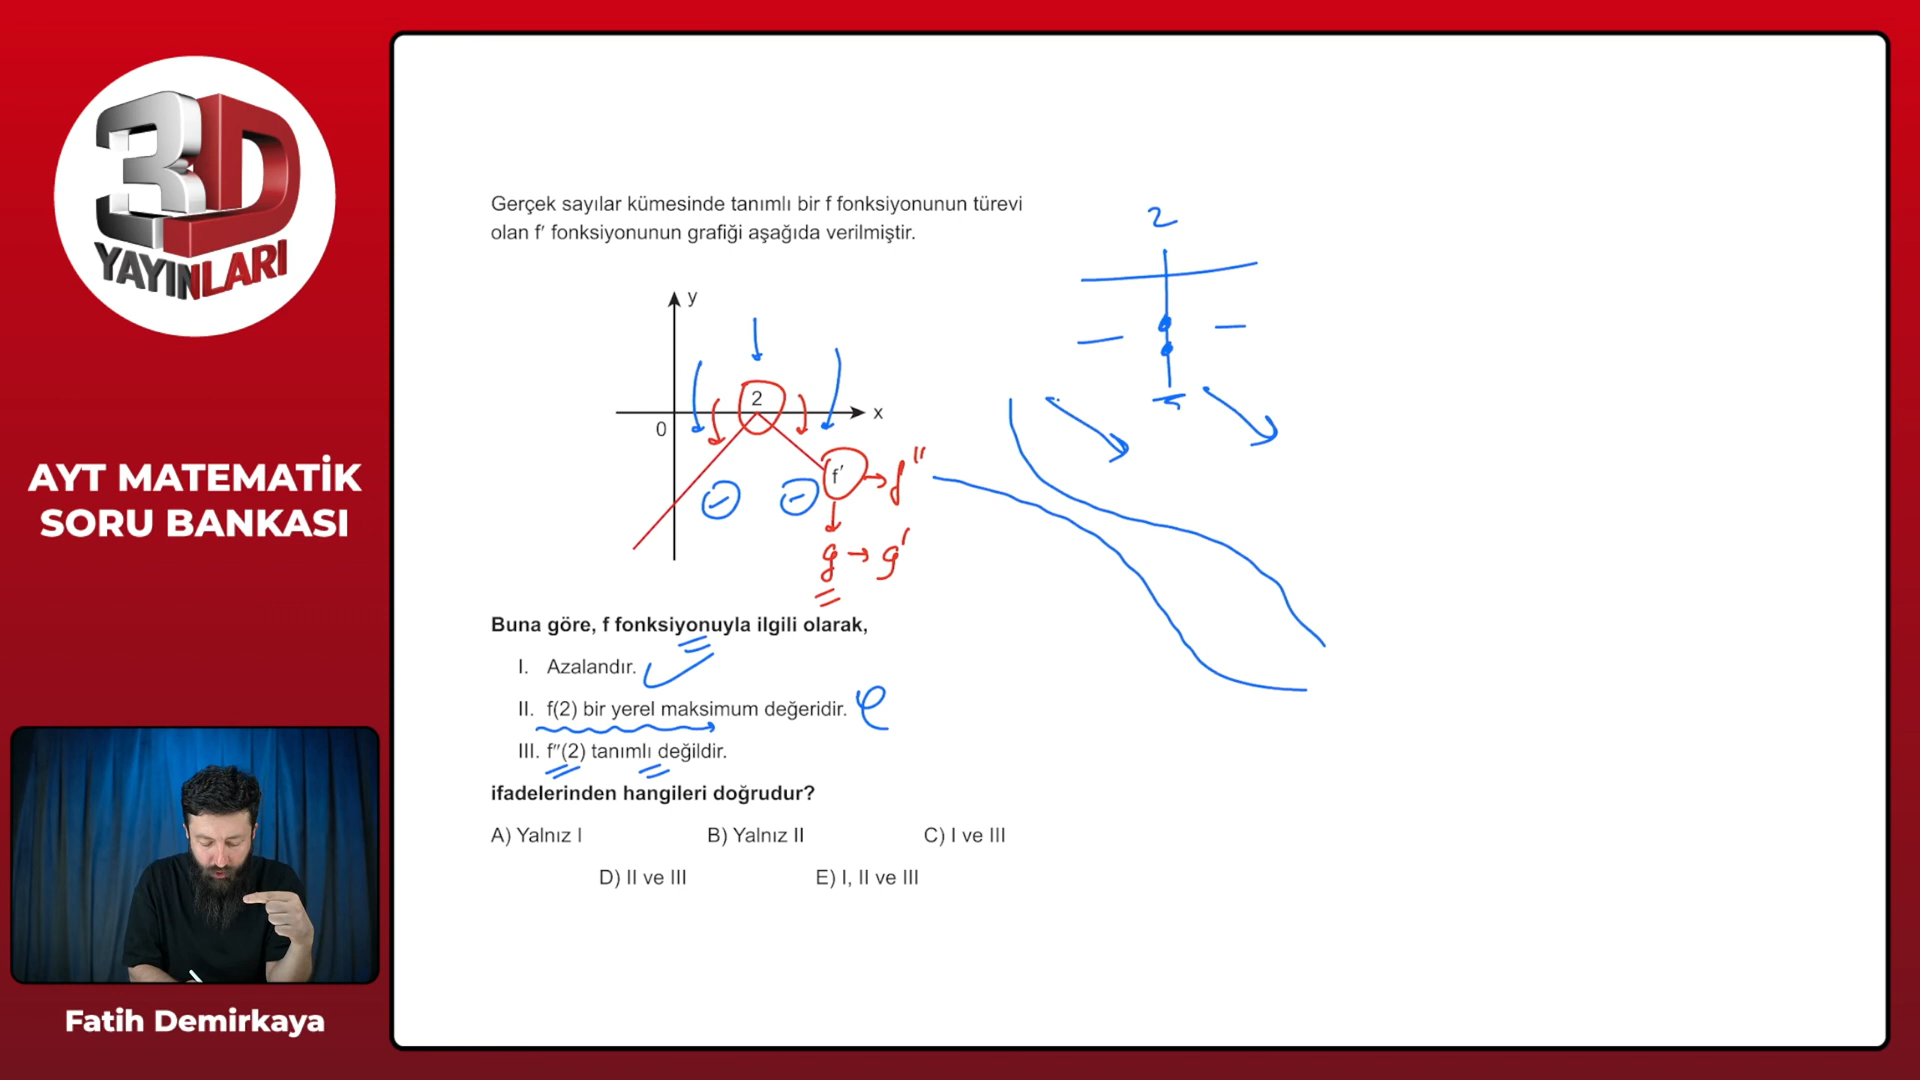 3D
YAYINLARI
AYT MATEMATİK
SORU BANKASI
Fatih Demirkaya
Gerçek sayılar kümesinde tanımlı bir f fonksiyonunun türevi
olan f′ fonksiyonunun grafiği aşağıda verilmiştir.
2
y
2
x
0
f′ → f″
− −
g → g′
− −
Buna göre, f fonksiyonuyla ilgili olarak,
I. Azalandır.
II. f(2) bir yerel maksimum değeridir.
III. f″(2) tanımlı değildir.
ifadelerinden hangileri doğrudur?
A) Yalnız I B) Yalnız II C) I ve III
D) II ve III E) I, II ve III